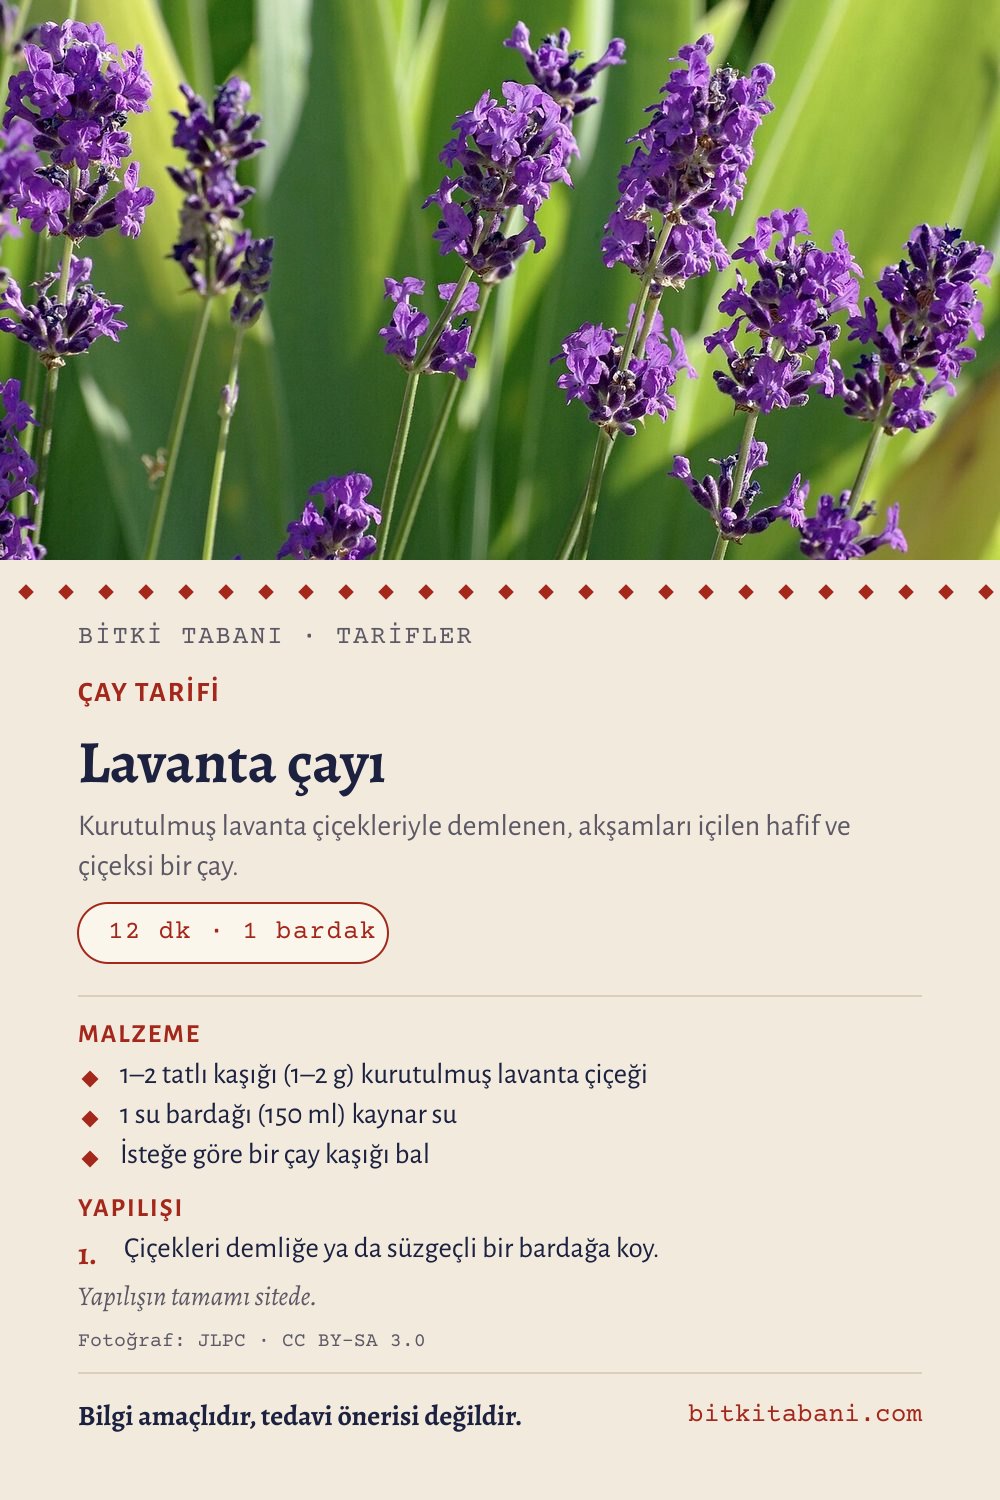 BİTKİ TABANI · TARİFLER
ÇAY TARİFİ
Lavanta çayı
Kurutulmuş lavanta çiçekleriyle demlenen, akşamları içilen hafif ve
çiçeksi bir çay.
12 dk · 1 bardak
MALZEME
◆ 1–2 tatlı kaşığı (1–2 g) kurutulmuş lavanta çiçeği
◆ 1 su bardağı (150 ml) kaynar su
◆ İsteğe göre bir çay kaşığı bal
YAPILIŞI
1. Çiçekleri demliğe ya da süzgeçli bir bardağa koy.
Yapılışın tamamı sitede.
Fotoğraf: JLPC · CC BY-SA 3.0
Bilgi amaçlıdır, tedavi önerisi değildir. bitkitabani.com